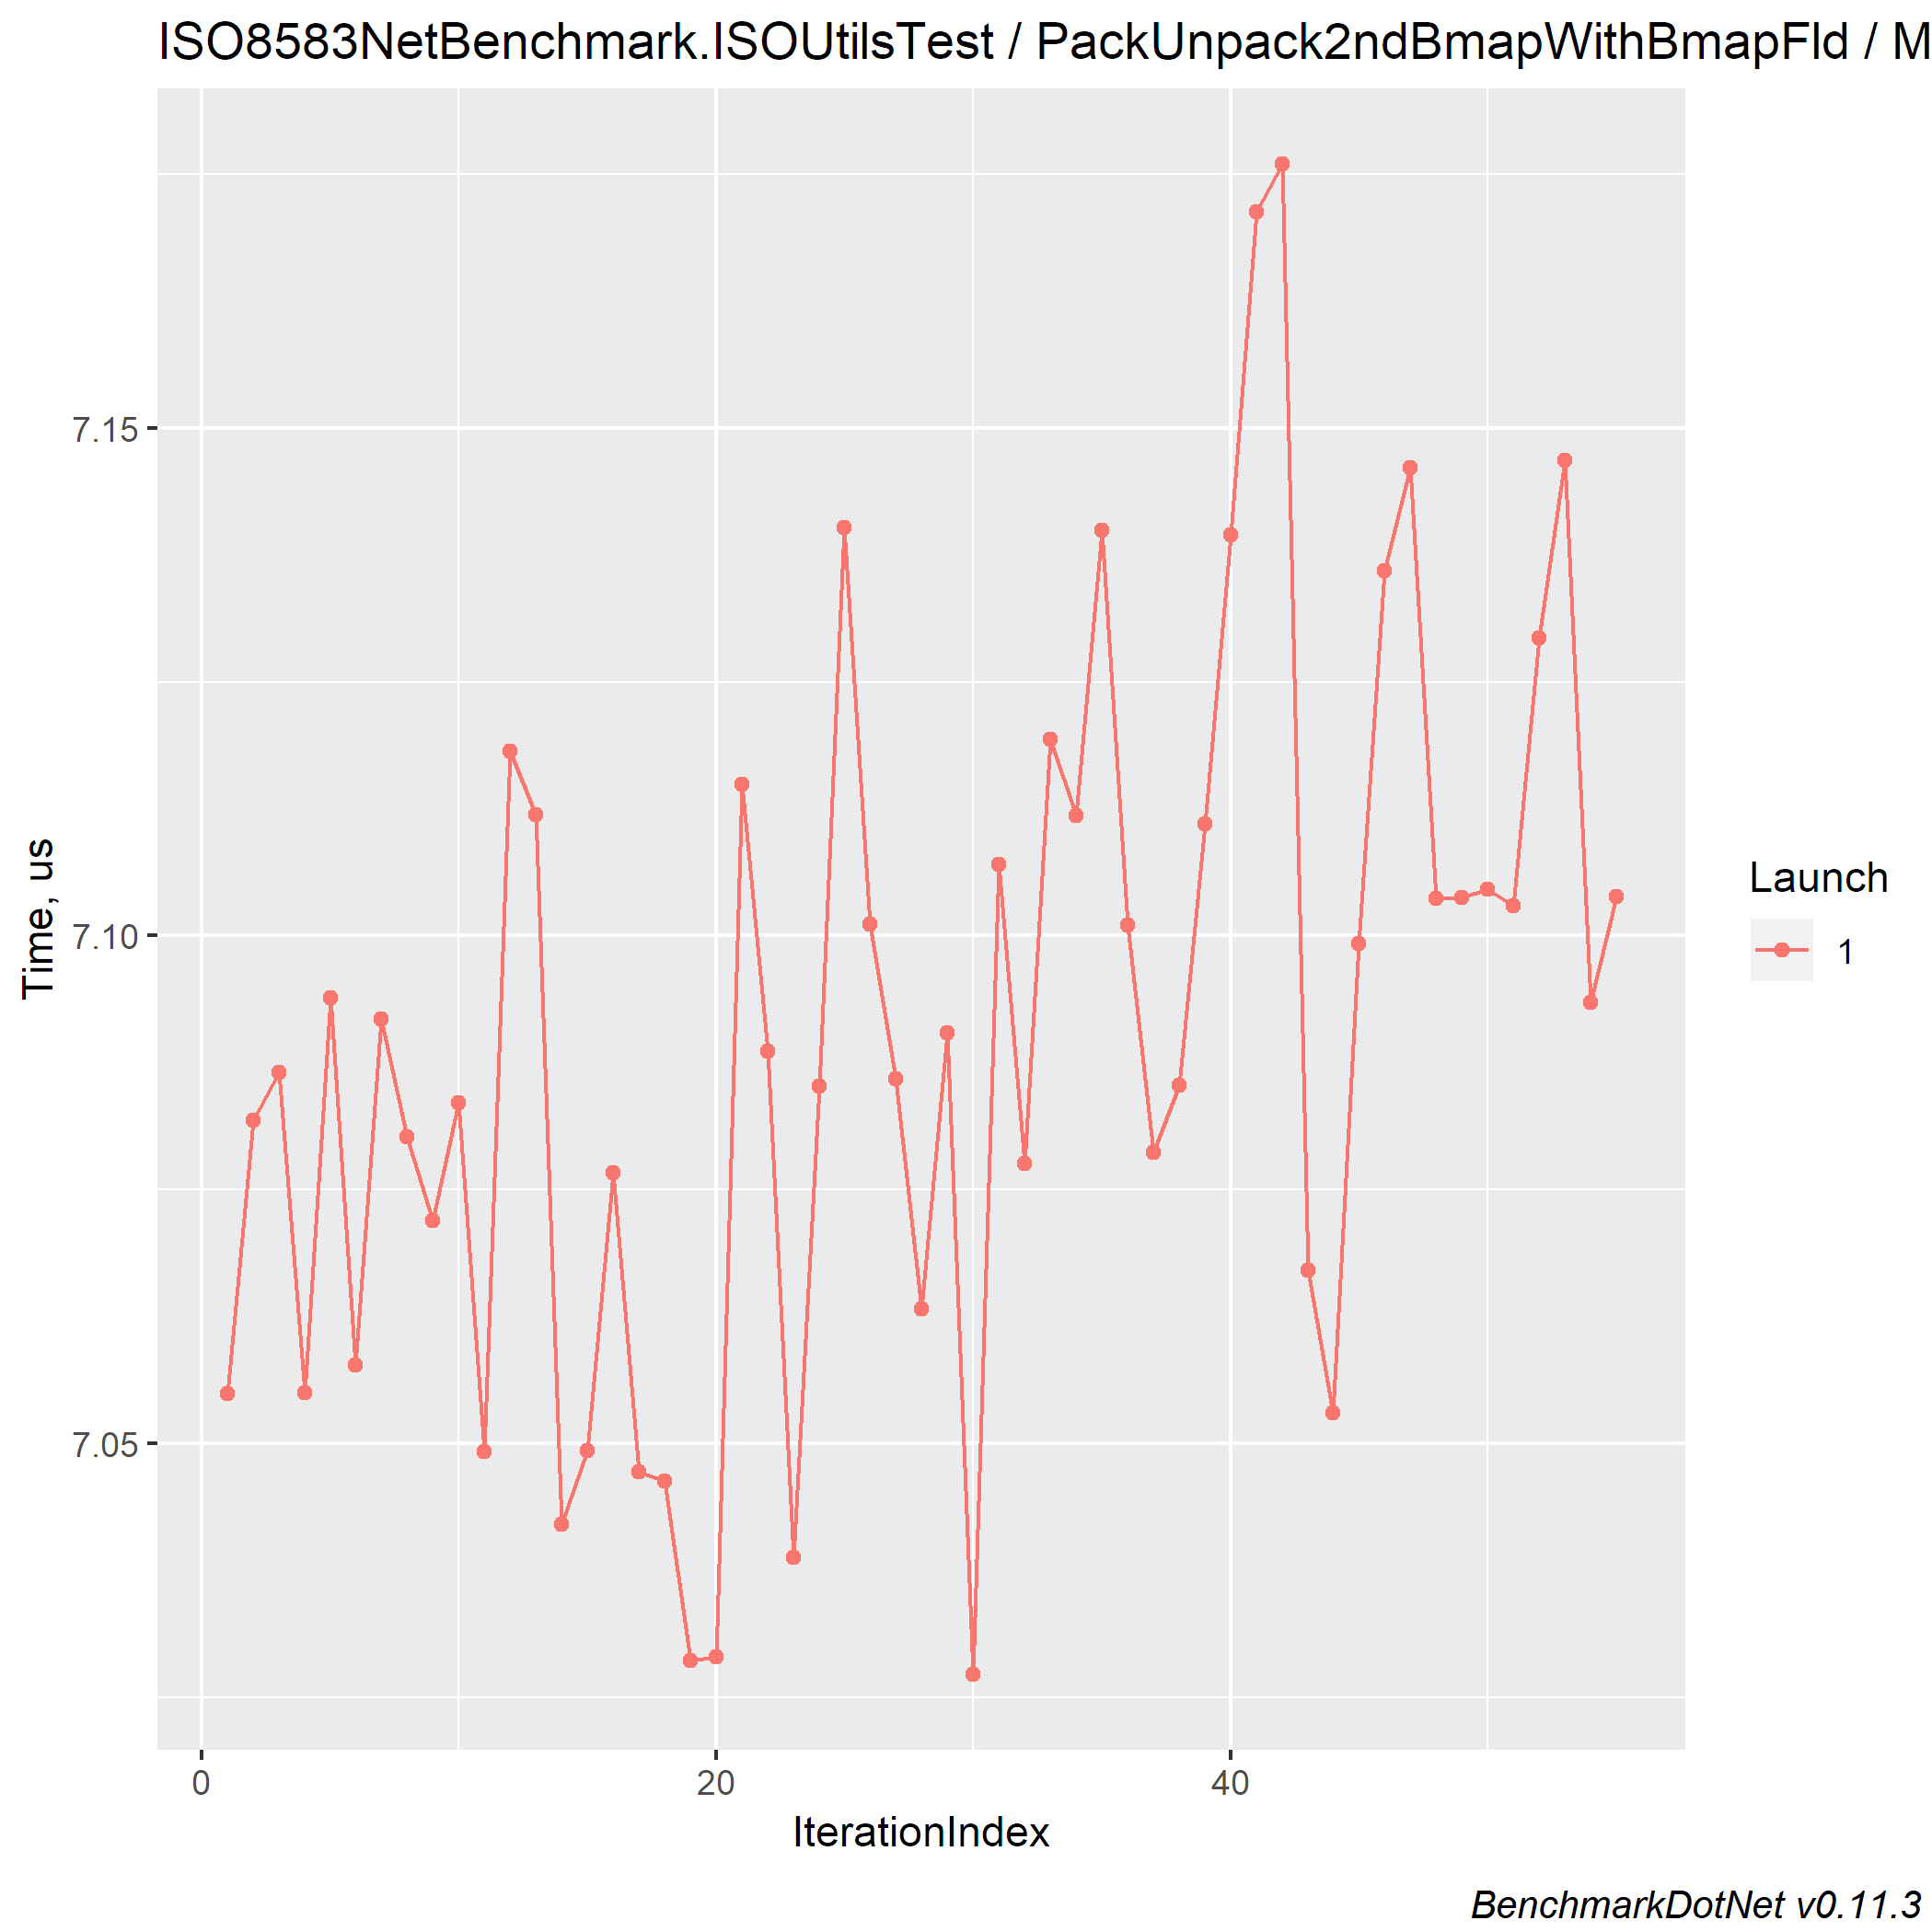 ISO8583NetBenchmark.ISOUtilsTest / PackUnpack2ndBmapWithBmapFld / M
7.15
7.10
7.05
Time, us
0 20 40
IterationIndex
Launch
1
BenchmarkDotNet v0.11.3